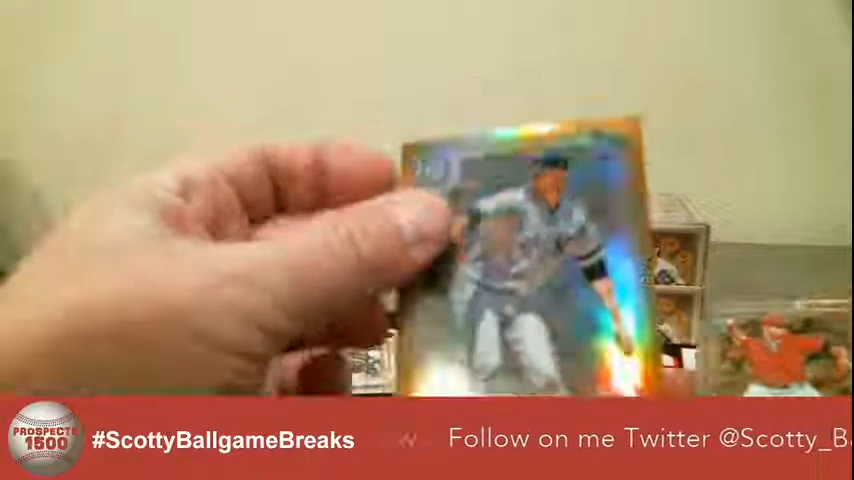 PROSPECTS
1500
#ScottyBallgameBreaks
Follow on me Twitter @Scotty_B